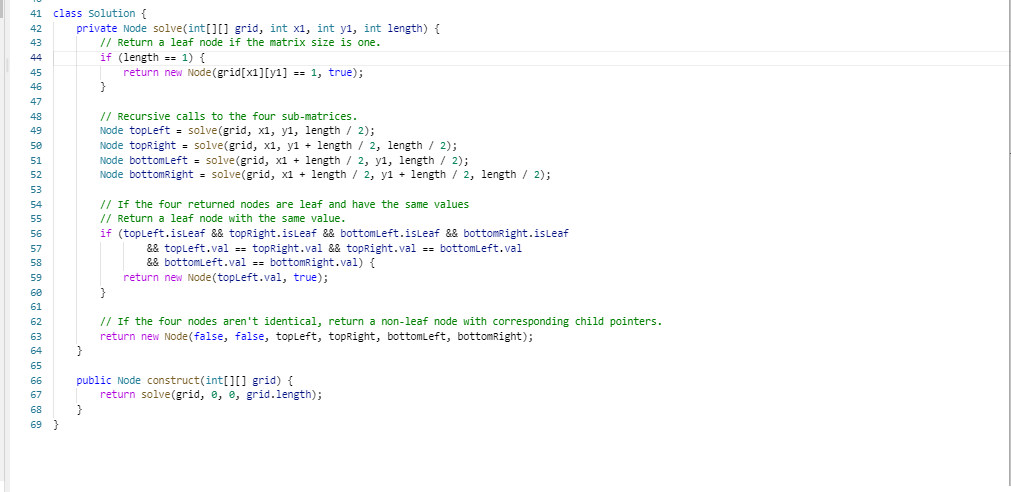 41 class Solution {
42 private Node solve(int[][] grid, int x1, int y1, int length) {
43 // Return a leaf node if the matrix size is one.
44 if (length == 1) {
45 return new Node(grid[x1][y1] == 1, true);
46 }
47
48 // Recursive calls to the four sub-matrices.
49 Node topLeft = solve(grid, x1, y1, length / 2);
50 Node topRight = solve(grid, x1, y1 + length / 2, length / 2);
51 Node bottomLeft = solve(grid, x1 + length / 2, y1, length / 2);
52 Node bottomRight = solve(grid, x1 + length / 2, y1 + length / 2, length / 2);
53
54 // If the four returned nodes are leaf and have the same values
55 // Return a leaf node with the same value.
56 if (topLeft.isLeaf && topRight.isLeaf && bottomLeft.isLeaf && bottomRight.isLeaf
57 && topLeft.val == topRight.val && topRight.val == bottomLeft.val
58 && bottomLeft.val == bottomRight.val) {
59 return new Node(topLeft.val, true);
60 }
61
62 // If the four nodes aren't identical, return a non-leaf node with corresponding child pointers.
63 return new Node(false, false, topLeft, topRight, bottomLeft, bottomRight);
64 }
65
66 public Node construct(int[][] grid) {
67 return solve(grid, 0, 0, grid.length);
68 }
69 }